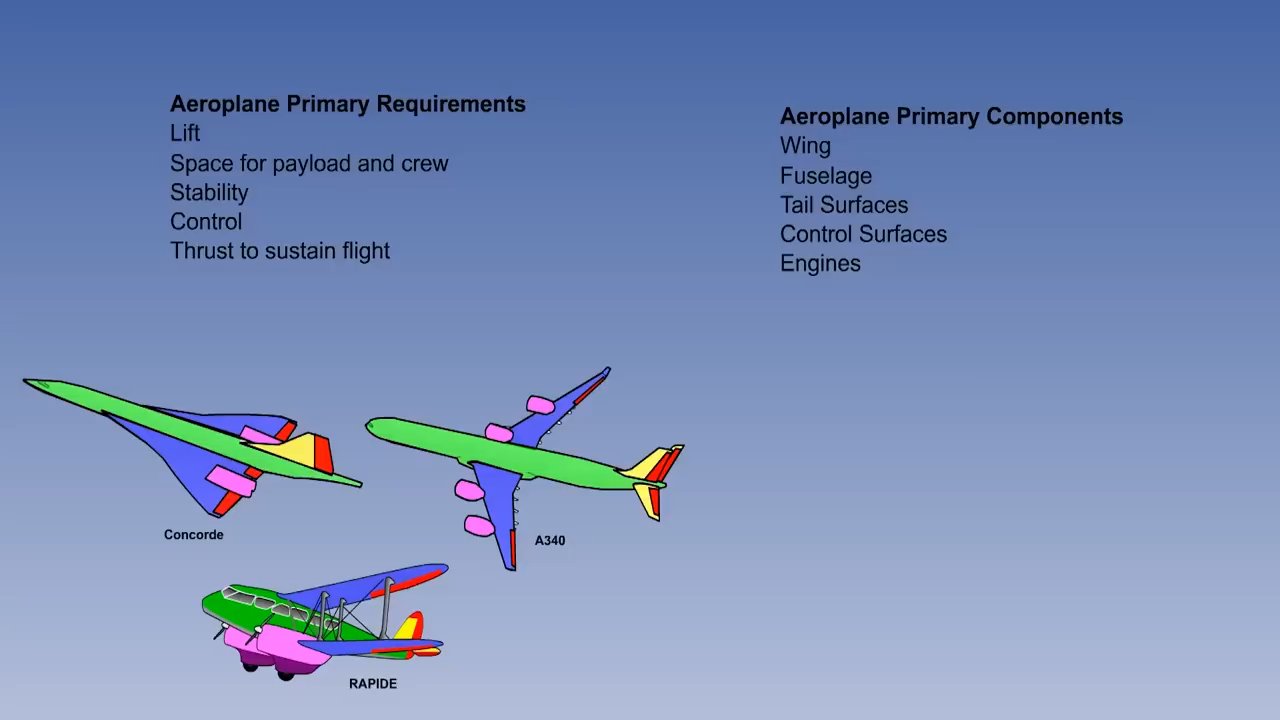 Aeroplane Primary Requirements
Lift
Space for payload and crew
Stability
Control
Thrust to sustain flight
Aeroplane Primary Components
Wing
Fuselage
Tail Surfaces
Control Surfaces
Engines
Concorde
A340
RAPIDE